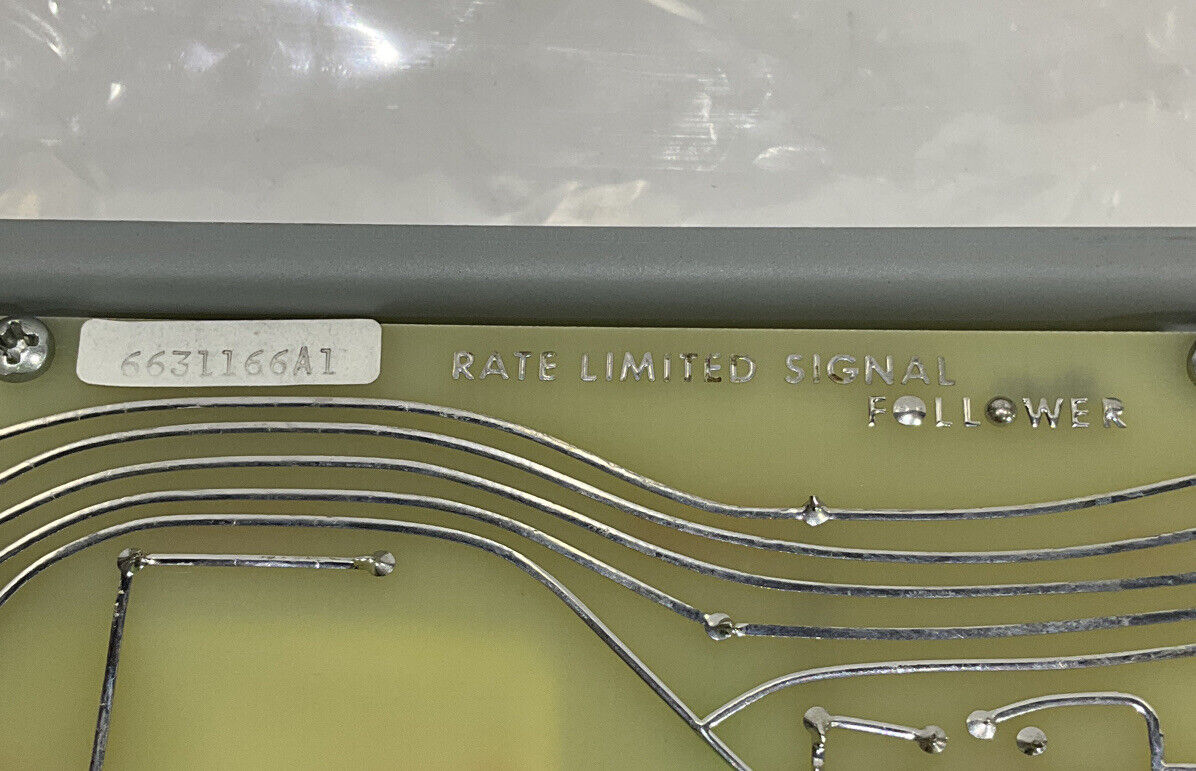 6631166A1
RATE LIMITED SIGNAL
FOLLOWER